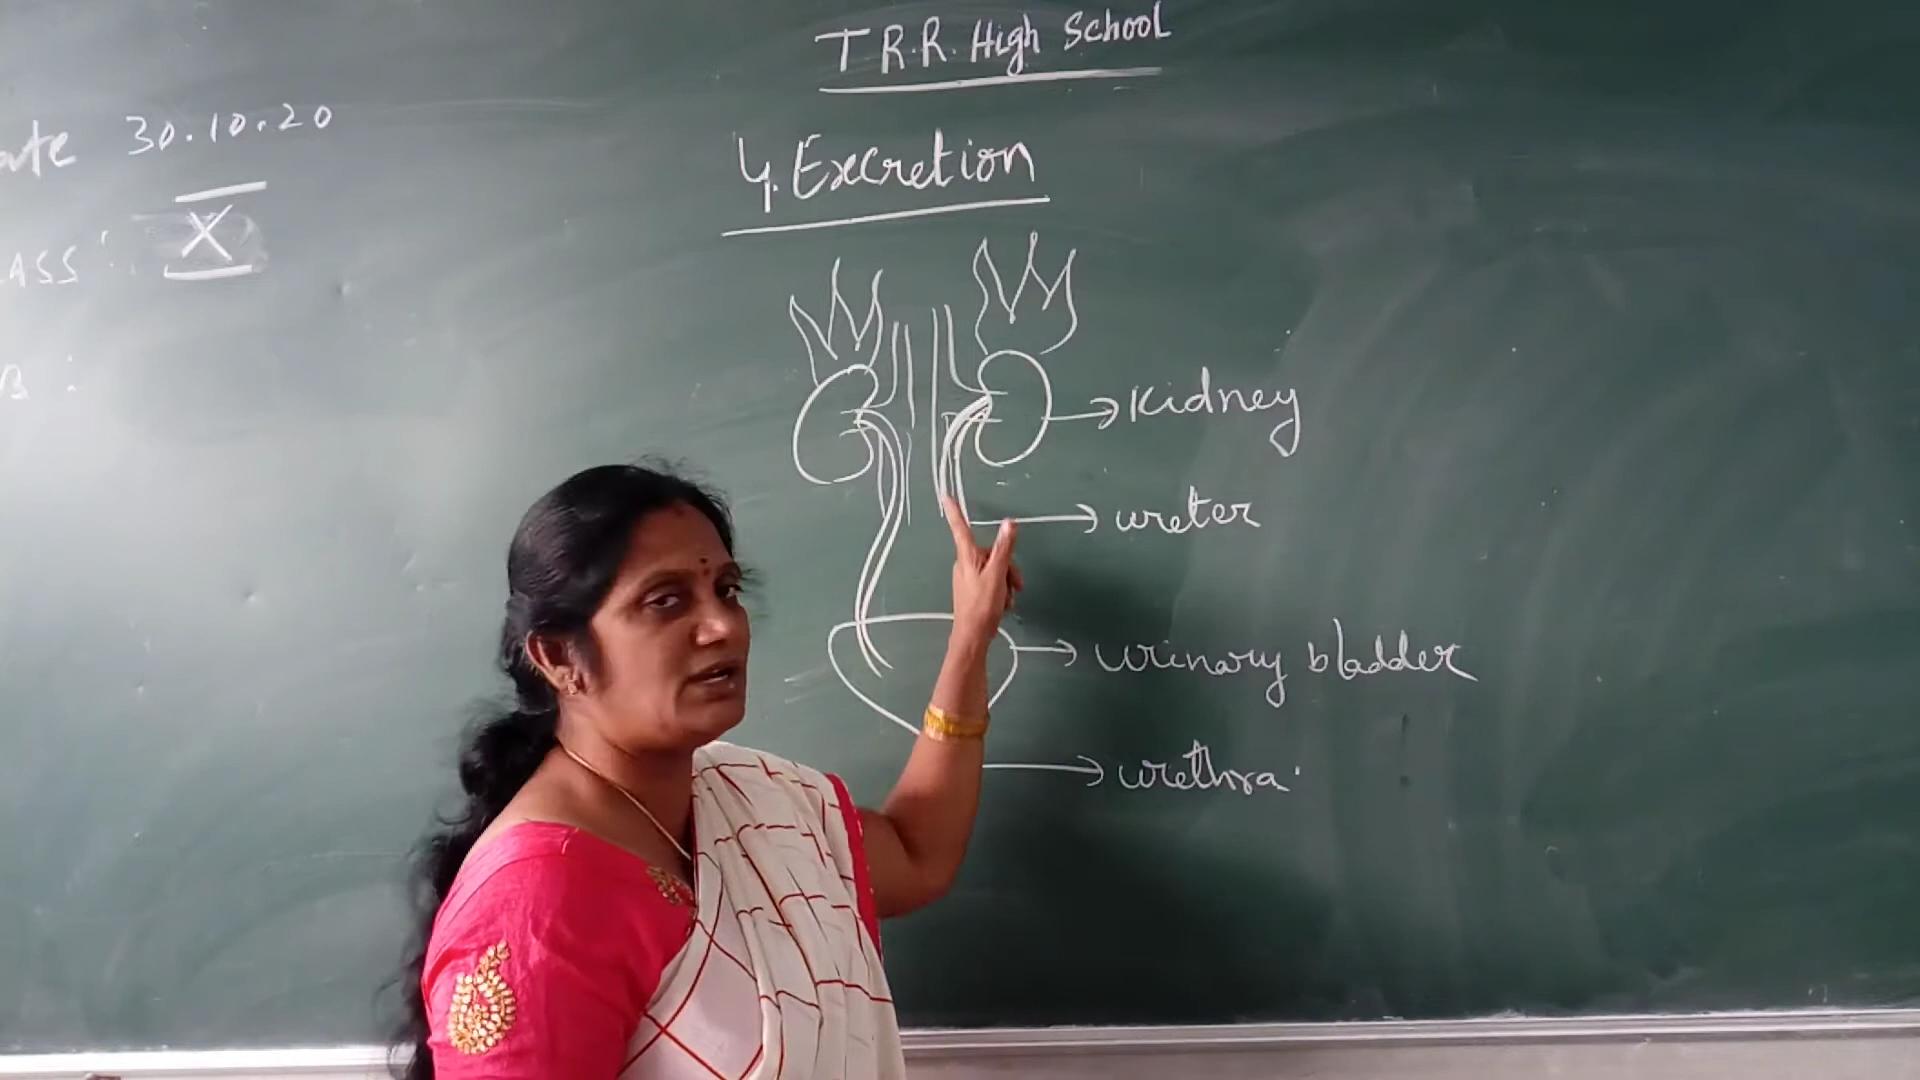 T R.R. High School
ate 30.10.20
4. Excretion
ASS: X
B :
Kidney
ureter
urinary bladder
urethra